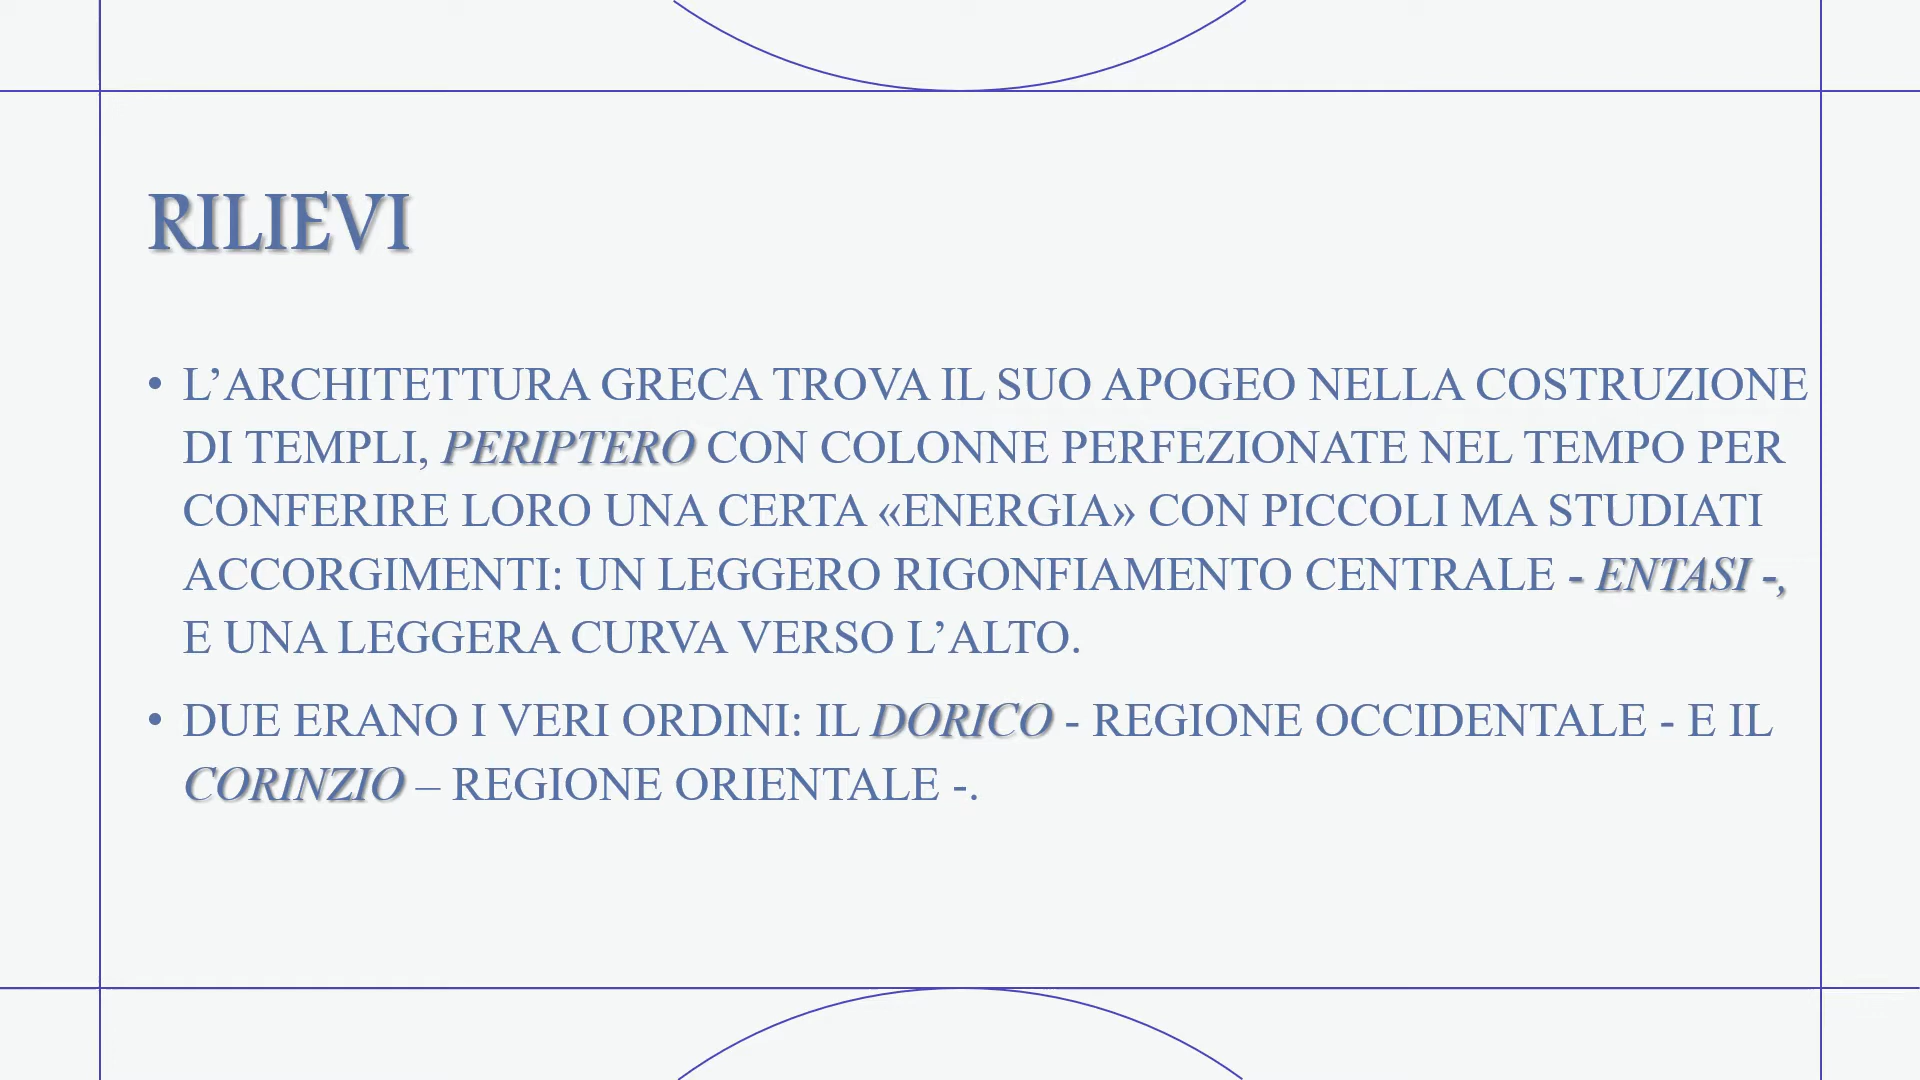 RILIEVI
• L’ARCHITETTURA GRECA TROVA IL SUO APOGEO NELLA COSTRUZIONE
DI TEMPLI, PERIPTERO CON COLONNE PERFEZIONATE NEL TEMPO PER
CONFERIRE LORO UNA CERTA «ENERGIA» CON PICCOLI MA STUDIATI
ACCORGIMENTI: UN LEGGERO RIGONFIAMENTO CENTRALE - ENTASI -,
E UNA LEGGERA CURVA VERSO L’ALTO.
• DUE ERANO I VERI ORDINI: IL DORICO - REGIONE OCCIDENTALE - E IL
CORINZIO – REGIONE ORIENTALE -.